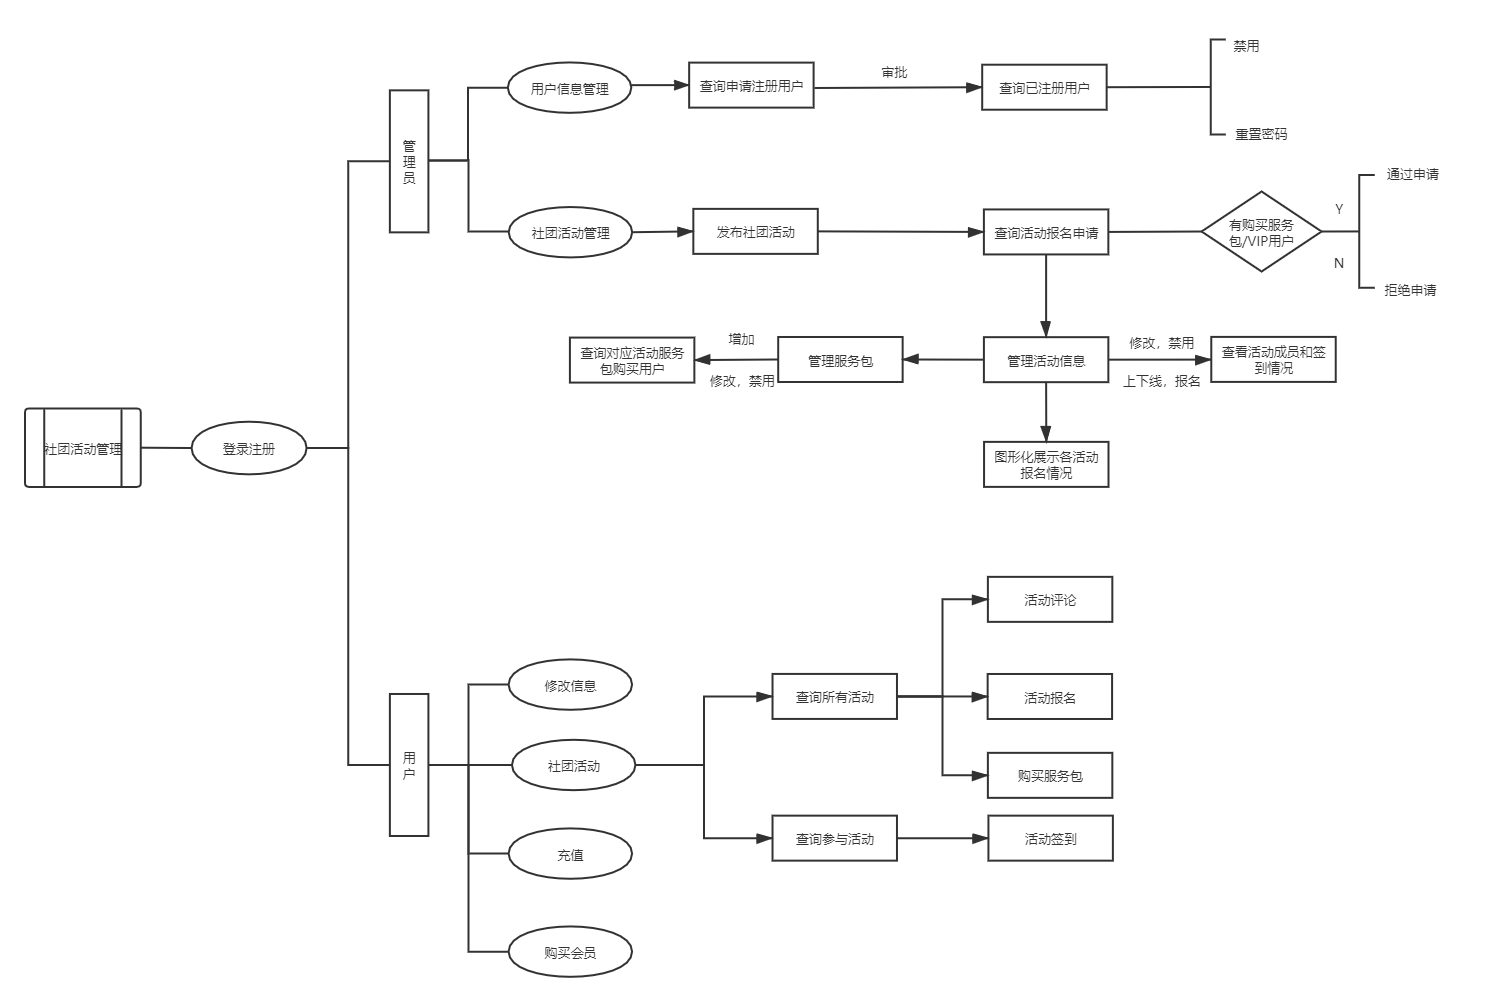 禁用
用户信息管理
查询申请注册用户
审批
查询已注册用户
重置密码
管
理
员
通过申请
社团活动管理
发布社团活动
查询活动报名申请
有购买服务
包/VIP用户
Y
N
拒绝申请
查询对应活动服务
包购买用户
增加
修改，禁用
管理服务包
管理活动信息
修改，禁用
上下线，报名
查看活动成员和签
到情况
社团活动管理
登录注册
图形化展示各活动
报名情况
活动评论
修改信息
查询所有活动
活动报名
用
户
社团活动
购买服务包
查询参与活动
活动签到
充值
购买会员